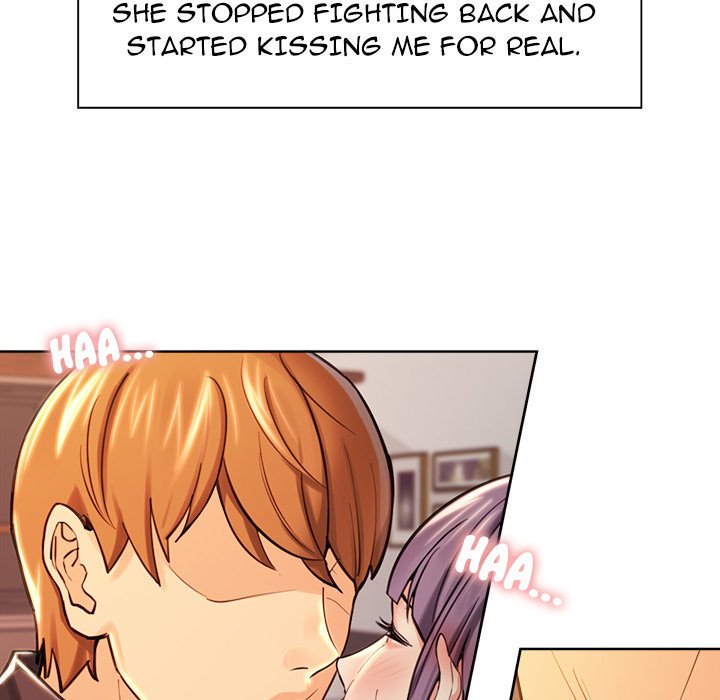 SHE STOPPED FIGHTING BACK AND
STARTED KISSING ME FOR REAL.
HAA...
HAA...